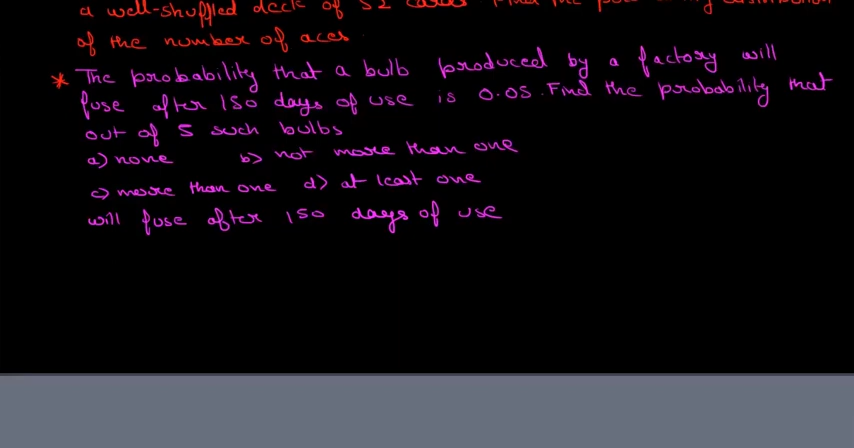 a well-shuffled deck of 52 cards Find the
of the number of aces
* The probability that a bulb produced by a factory will
fuse after 150 days of use is 0.05. Find the probability that
out of 5 such bulbs
a) none b) not more than one
c) more than one d) at least one
will fuse after 150 days of use